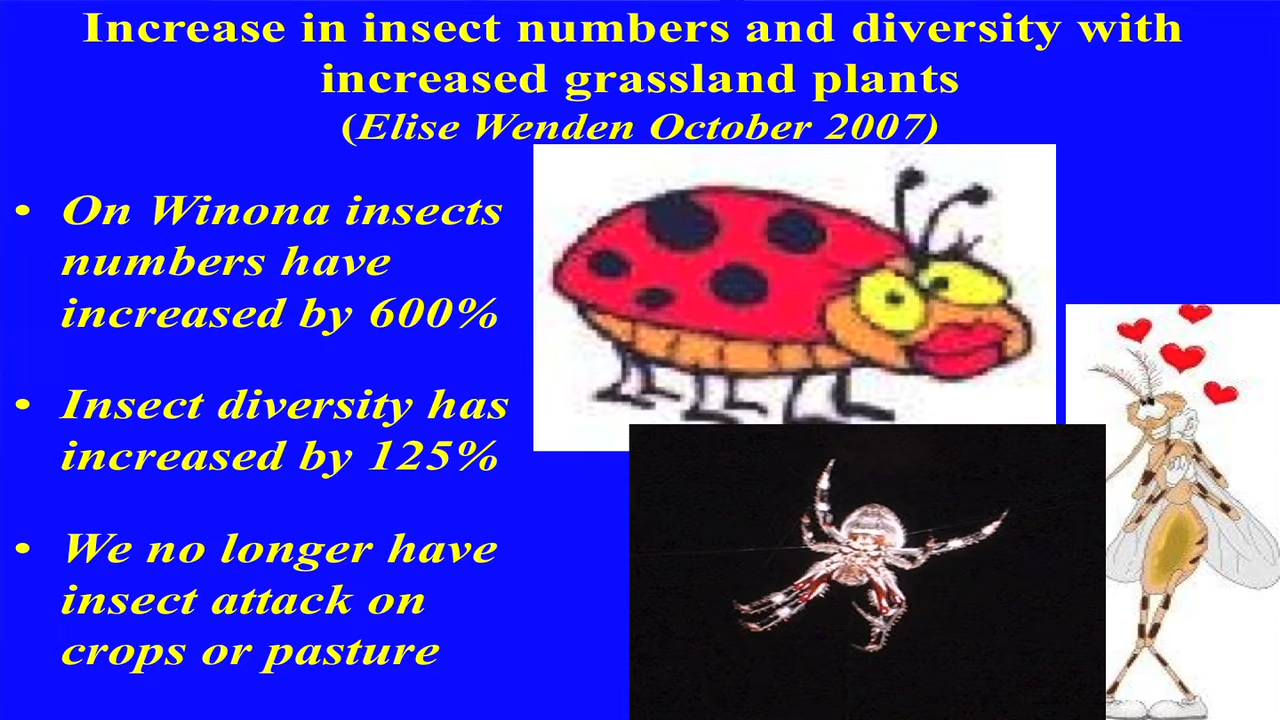 Increase in insect numbers and diversity with
increased grassland plants
(Elise Wenden October 2007)
• On Winona insects
numbers have
increased by 600%
• Insect diversity has
increased by 125%
• We no longer have
insect attack on
crops or pasture